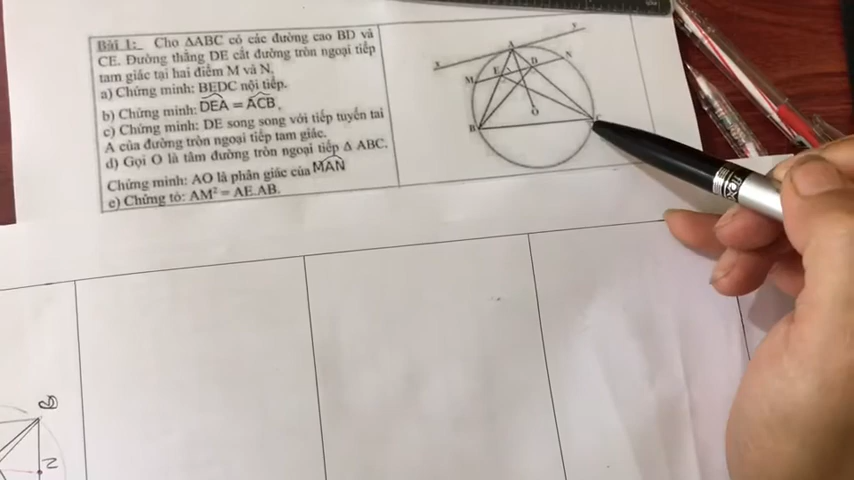 Bài 1: Cho ΔABC có các đường cao BD và
CE. Đường thẳng DE cắt đường tròn ngoại tiếp
tam giác tại hai điểm M và N.
a) Chứng minh: BEDC nội tiếp.
b) Chứng minh: DEA = ACB.
c) Chứng minh: DE song song với tiếp tuyến tai
A của đường tròn ngoại tiếp tam giác.
d) Gọi O là tâm đường tròn ngoại tiếp Δ ABC.
Chứng minh: AO là phân giác của MAN
e) Chứng tỏ: AM² = AE.AB.
y
A
N
x
D
E
M
O
B
flex
B
N